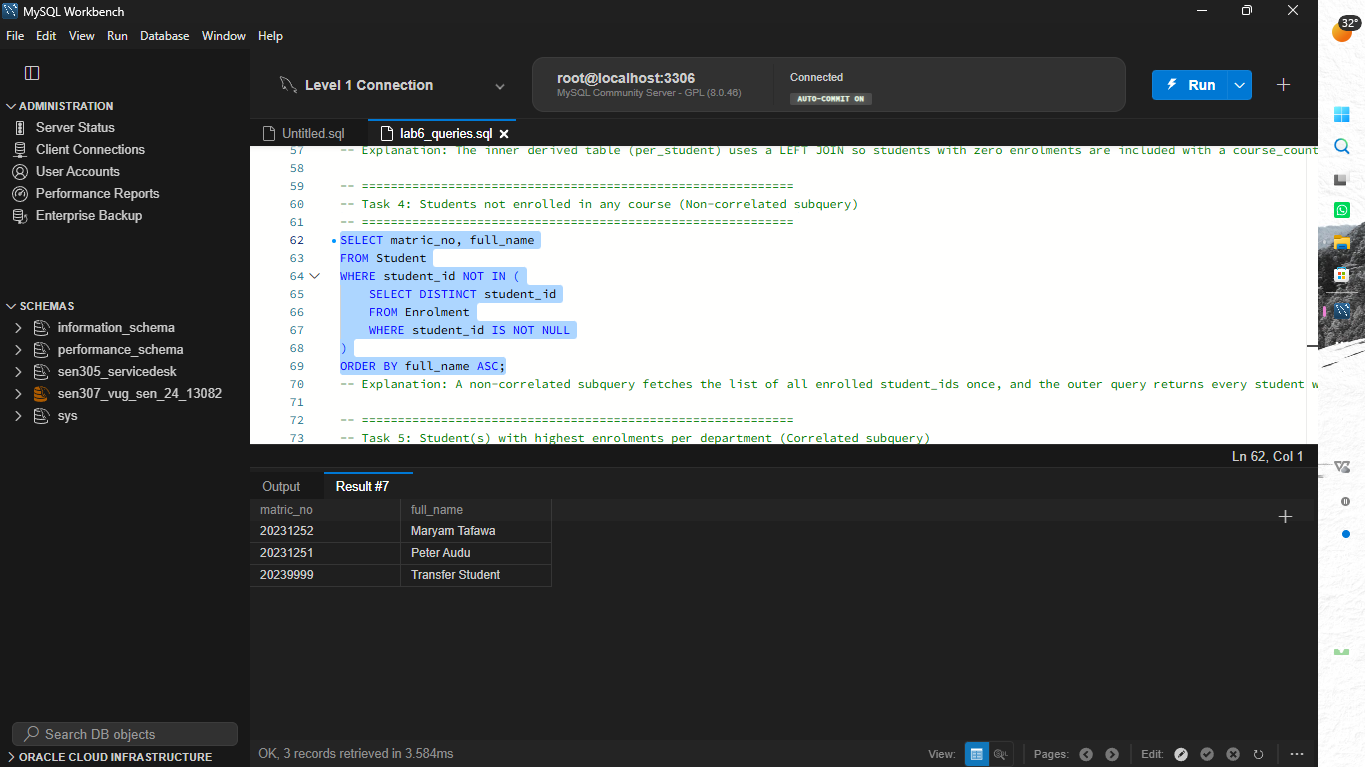 MySQL Workbench
32°
File Edit View Run Database Window Help
Level 1 Connection
root@localhost:3306
MySQL Community Server - GPL (8.0.46)
Connected
AUTO-COMMIT ON
Run
ADMINISTRATION
Server Status
Client Connections
User Accounts
Performance Reports
Enterprise Backup
SCHEMAS
information_schema
performance_schema
sen305_servicedesk
sen307_vug_sen_24_13082
sys
Search DB objects
ORACLE CLOUD INFRASTRUCTURE
Untitled.sql lab6_queries.sql
57 -- Explanation: The inner derived table (per_student) uses a LEFT JOIN so students with zero enrolments are included with a course_count
58
59 -- ============================================================
60 -- Task 4: Students not enrolled in any course (Non-correlated subquery)
61 -- ============================================================
62 SELECT matric_no, full_name
63 FROM Student
64 WHERE student_id NOT IN (
65 SELECT DISTINCT student_id
66 FROM Enrolment
67 WHERE student_id IS NOT NULL
68 )
69 ORDER BY full_name ASC;
70 -- Explanation: A non-correlated subquery fetches the list of all enrolled student_ids once, and the outer query returns every student w
71
72 -- ============================================================
73 -- Task 5: Student(s) with highest enrolments per department (Correlated subquery)
Ln 62, Col 1
Output Result #7
matric_no full_name
20231252 Maryam Tafawa
20231251 Peter Audu
20239999 Transfer Student
OK, 3 records retrieved in 3.584ms
View: Pages: Edit: